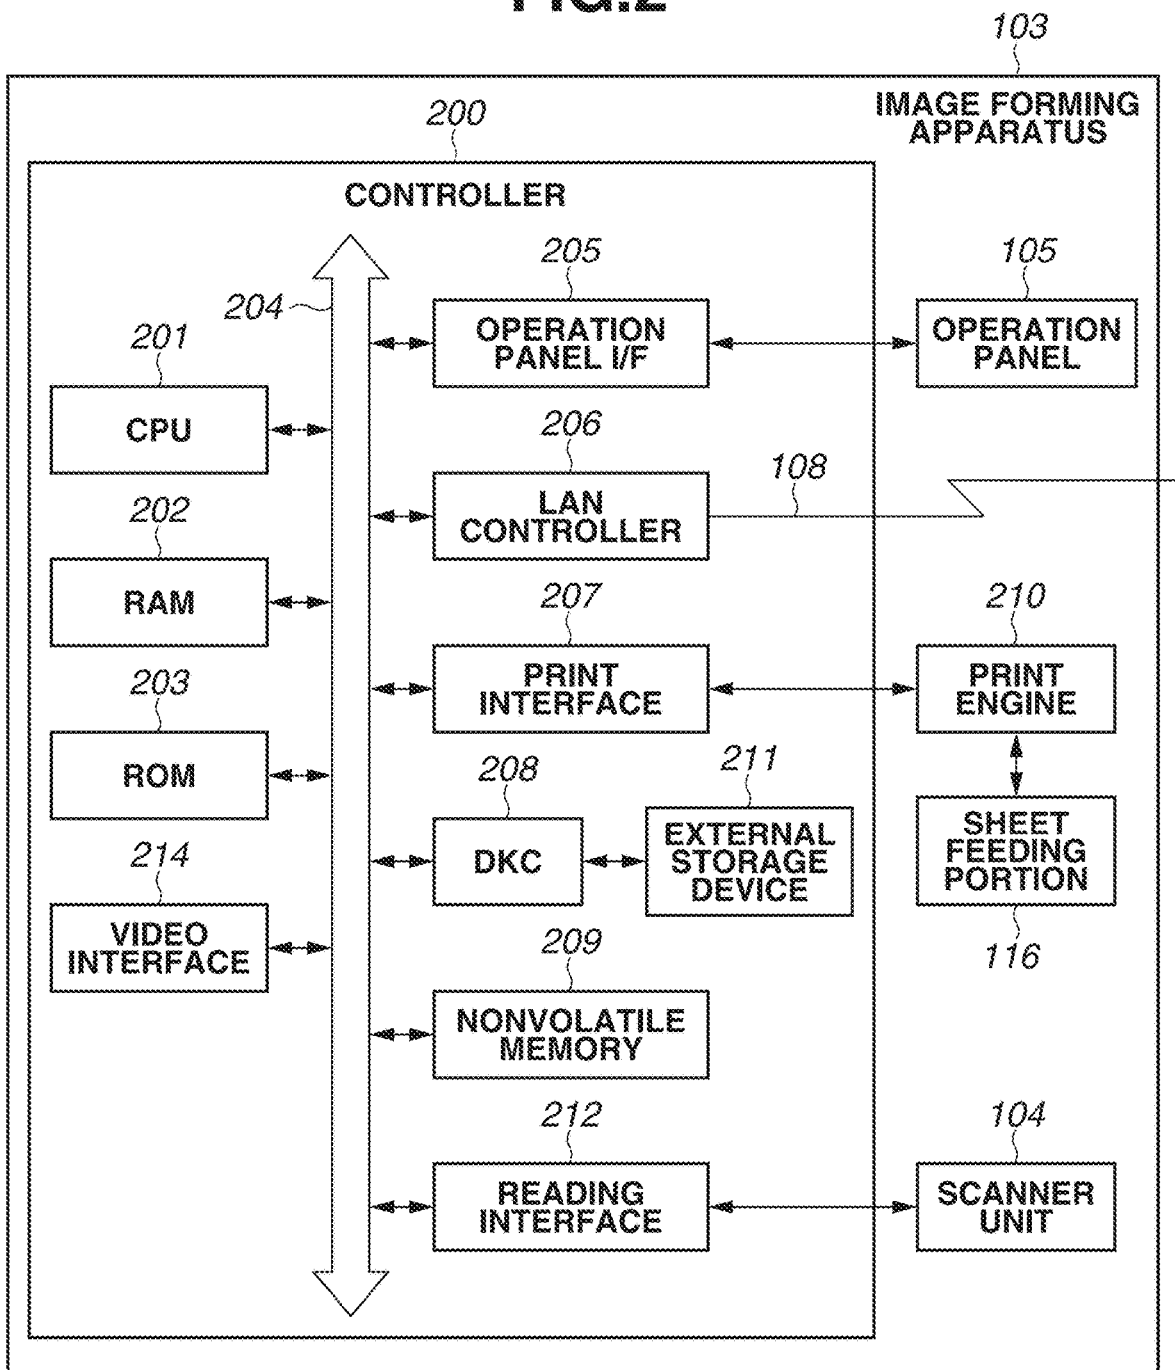 FIG.2
103
IMAGE FORMING
APPARATUS
200
CONTROLLER
205
105
204
OPERATION
PANEL I/F
OPERATION
PANEL
201
CPU
206
108
LAN
CONTROLLER
202
RAM
207
210
PRINT
INTERFACE
PRINT
ENGINE
203
ROM
208
211
DKC
EXTERNAL
STORAGE
DEVICE
SHEET
FEEDING
PORTION
116
214
VIDEO
INTERFACE
209
NONVOLATILE
MEMORY
212
104
READING
INTERFACE
SCANNER
UNIT